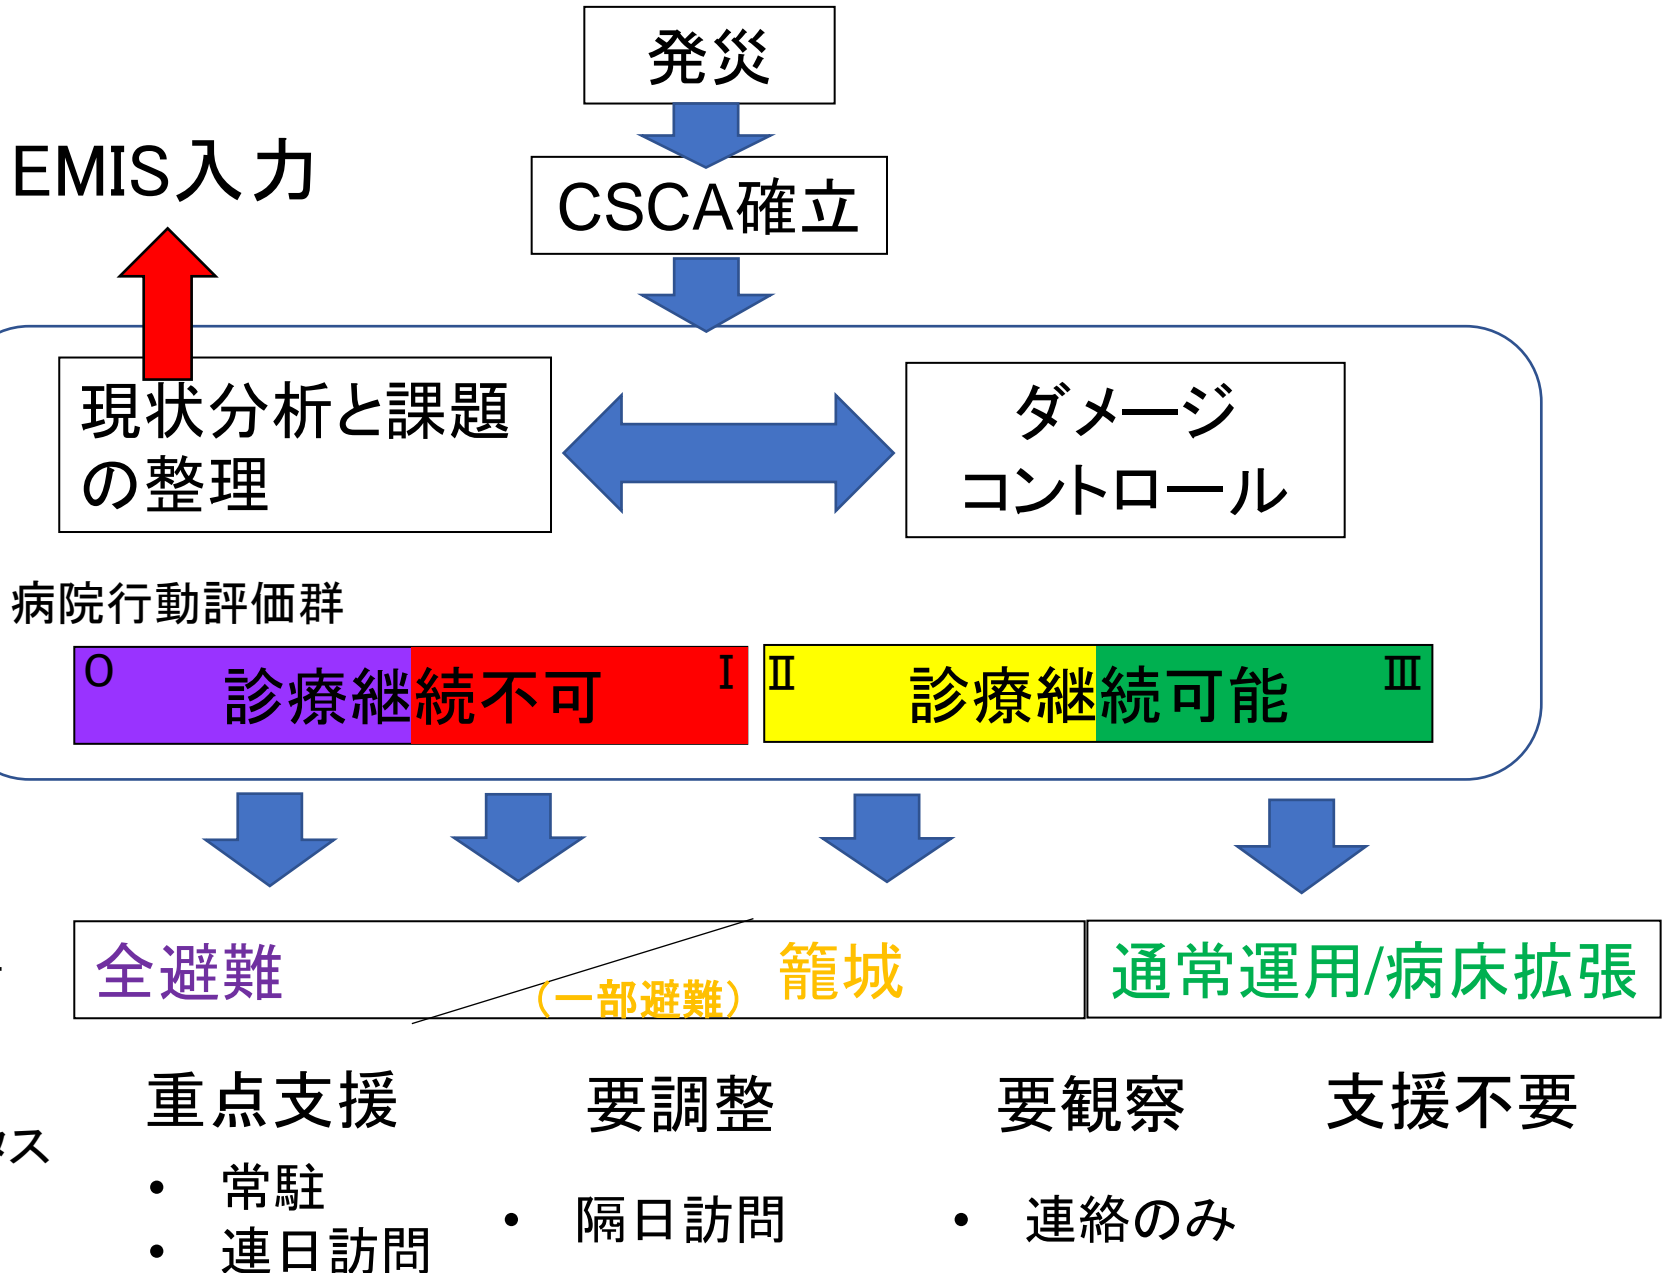 発災
EMIS入力
CSCA確立
現状分析と課題
の整理
ダメージ
コントロール
病院行動評価群
0 診療継続不可 Ⅰ
Ⅱ 診療継続可能 Ⅲ
全避難
（一部避難）
籠城
通常運用/病床拡張
重点支援
要調整
要観察
支援不要
ス
• 常駐
• 連日訪問
• 隔日訪問
• 連絡のみ